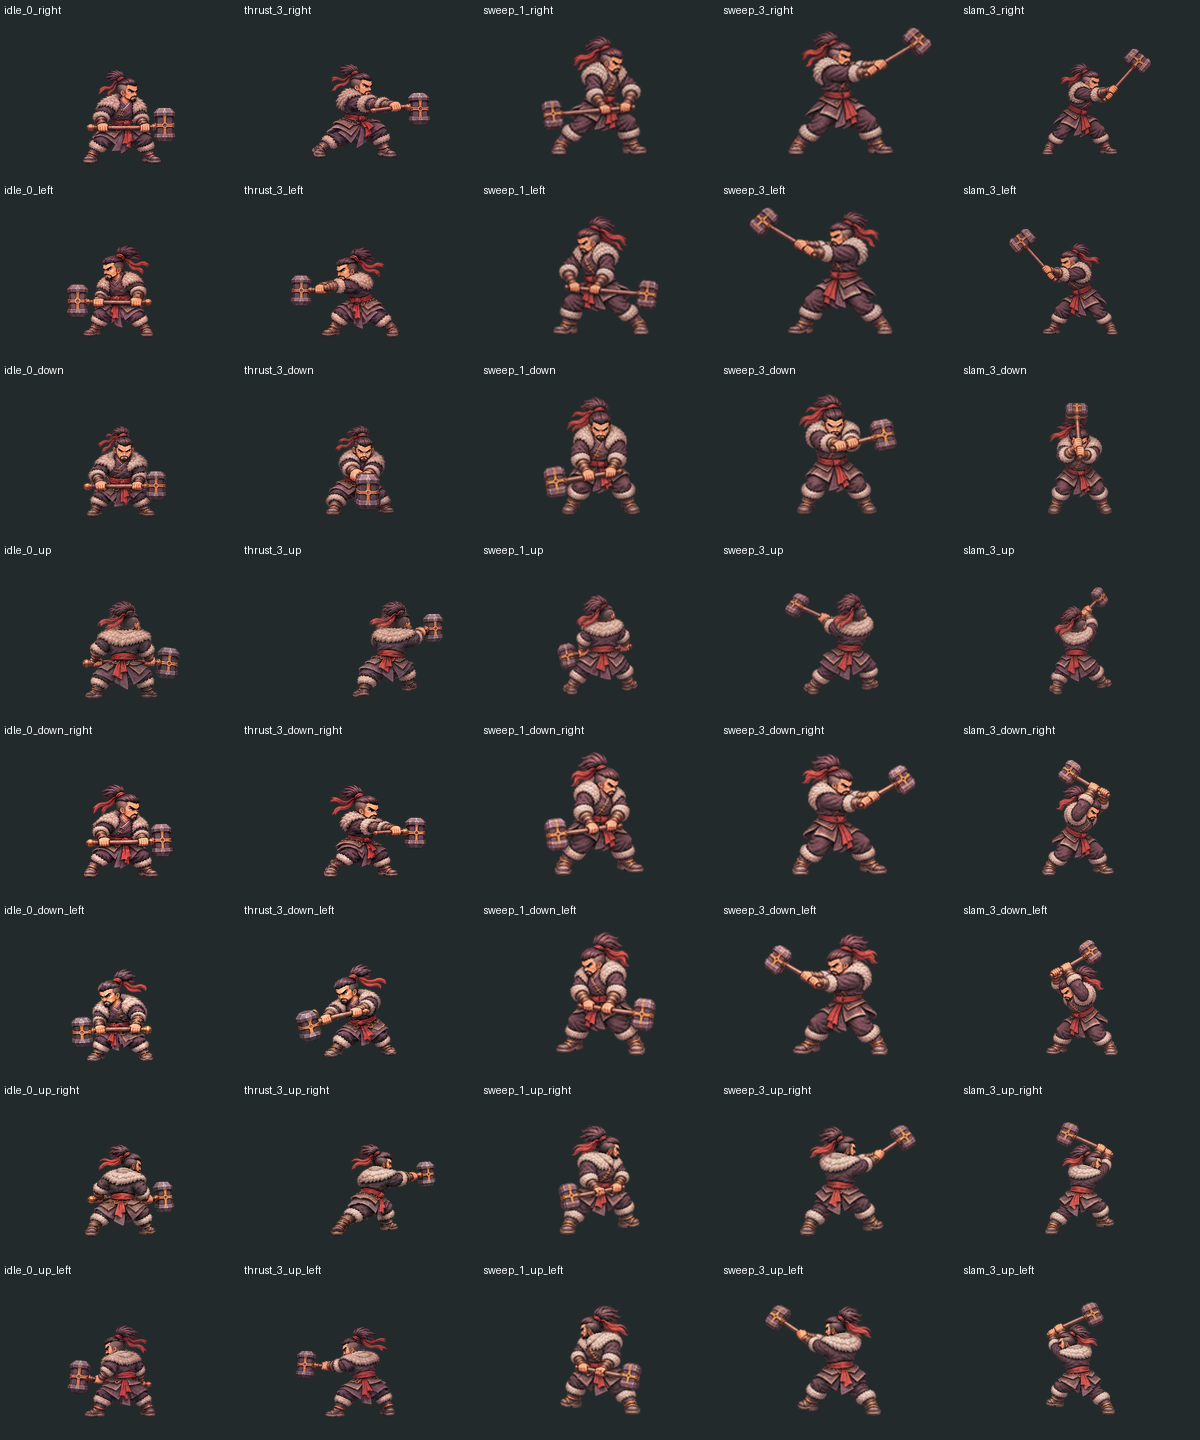 idle_0_right thrust_3_right sweep_1_right sweep_3_right slam_3_right
idle_0_left thrust_3_left sweep_1_left sweep_3_left slam_3_left
idle_0_down thrust_3_down sweep_1_down sweep_3_down slam_3_down
idle_0_up thrust_3_up sweep_1_up sweep_3_up slam_3_up
idle_0_down_right thrust_3_down_right sweep_1_down_right sweep_3_down_right slam_3_down_right
idle_0_down_left thrust_3_down_left sweep_1_down_left sweep_3_down_left slam_3_down_left
idle_0_up_right thrust_3_up_right sweep_1_up_right sweep_3_up_right slam_3_up_right
idle_0_up_left thrust_3_up_left sweep_1_up_left sweep_3_up_left slam_3_up_left